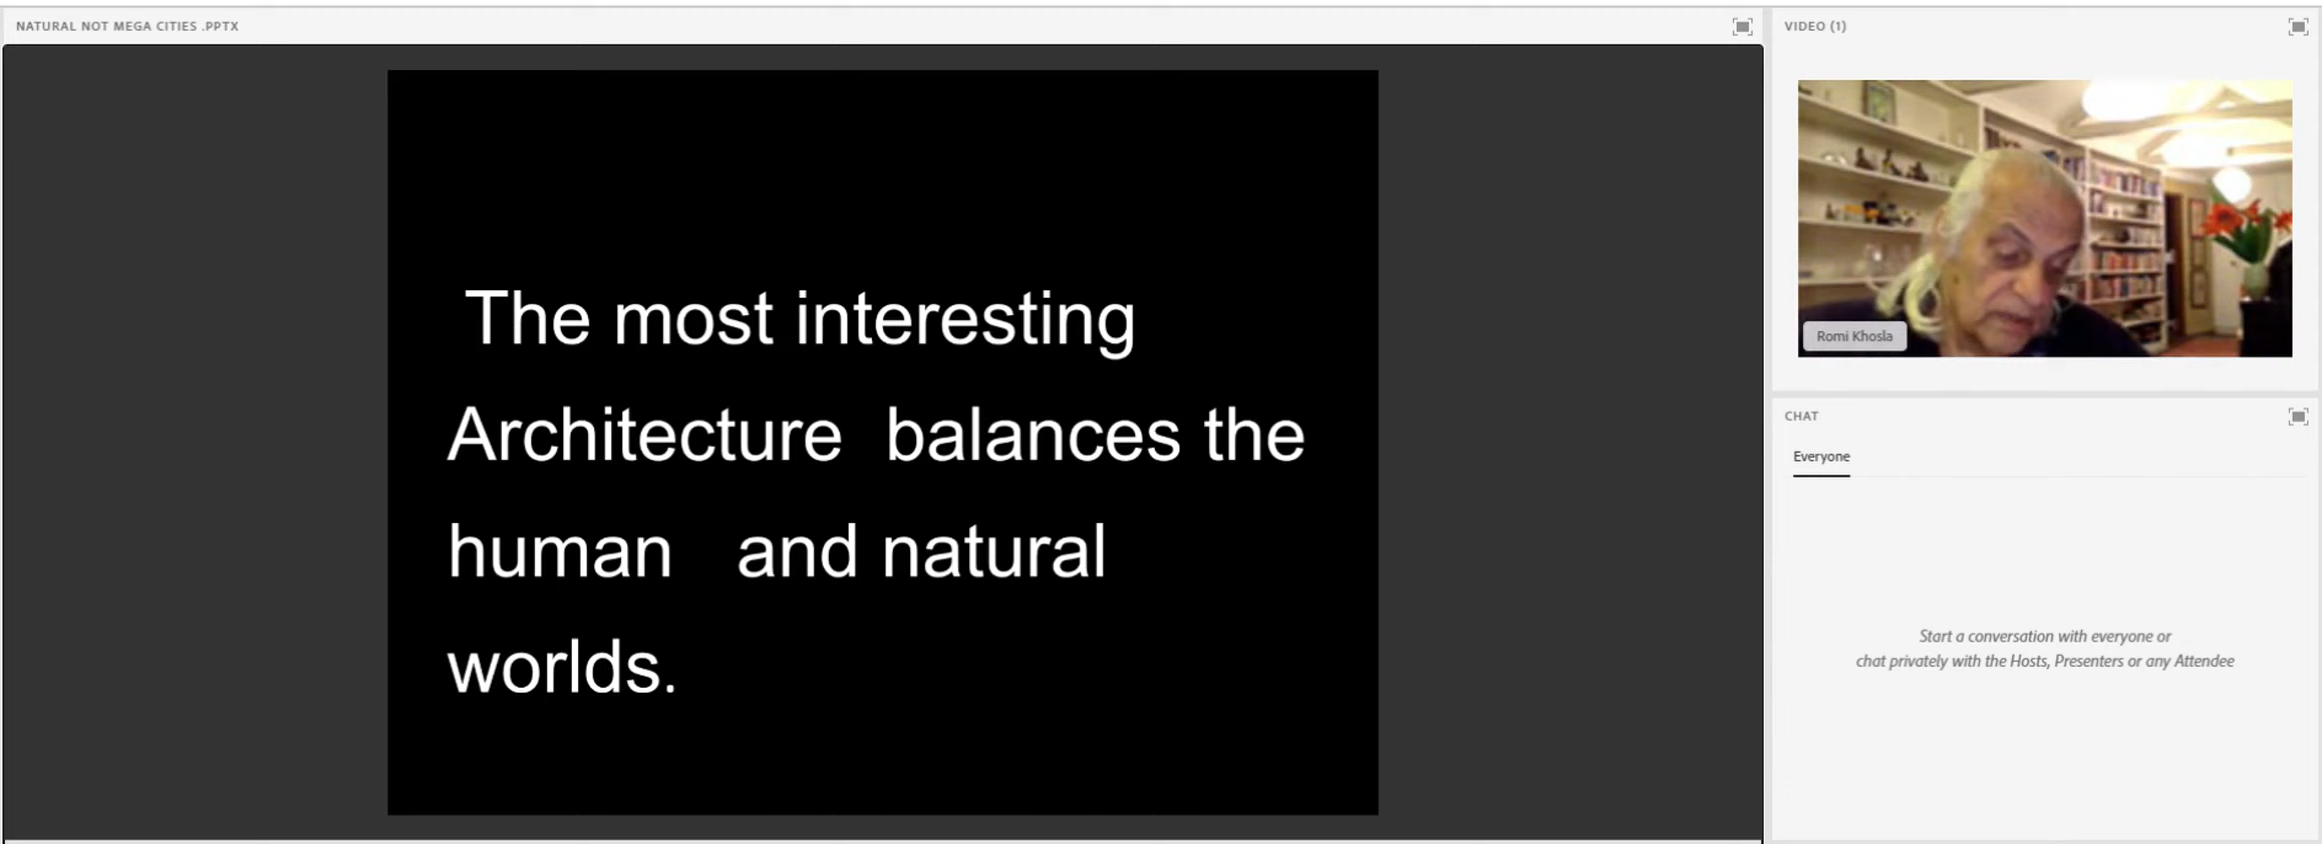 NATURAL NOT MEGA CITIES .PPTX
The most interesting
Architecture  balances the
human   and natural
worlds.
VIDEO (1)
Romi Khosla
CHAT
Everyone
Start a conversation with everyone or
chat privately with the Hosts, Presenters or any Attendee